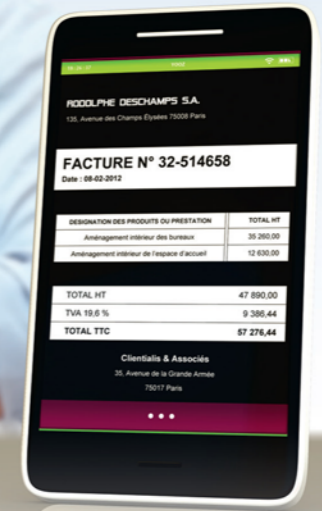 RODOLPHE DESCHAMPS S.A.
135, Avenue des Champs Élysées 75008 Paris
FACTURE N° 32-514658
Date : 08-02-2012
DESIGNATION DES PRODUITS OU PRESTATION TOTAL HT
Aménagement intérieur des bureaux 35 260,00
Aménagement intérieur de l'espace d'accueil 12 630,00
TOTAL HT 47 890,00
TVA 19,6 % 9 386,44
TOTAL TTC 57 276,44
Clientialis & Associés
35, Avenue de la Grande Armée
75017 Paris